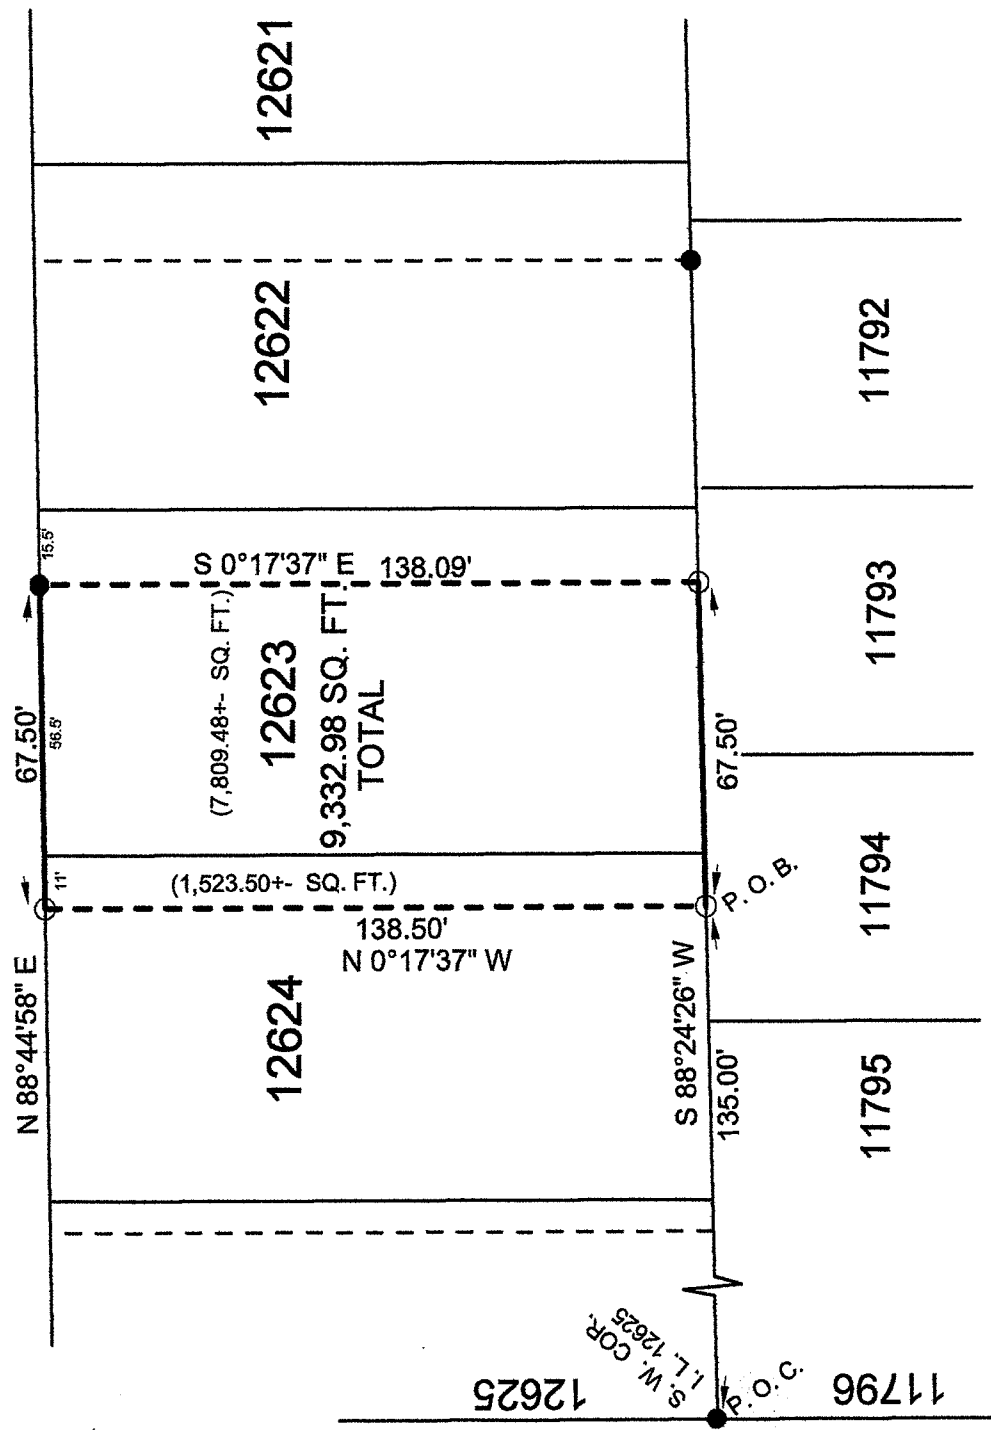 12621
12622
11792
15.5'
S 0°17'37" E 138.09'
(7,809.48+- SQ. FT.)
12623
9,332.98 SQ. FT.
TOTAL
67.50'
56.5'
67.50'
11793
11'
(1,523.50+- SQ. FT.)
138.50'
N 0°17'37" W
P. O. B.
11794
N 88°44'58" E
12624
S 88°24'26" W
135.00'
11795
S. W. COR.
I. L. 12625
P. O. C.
12625
11796